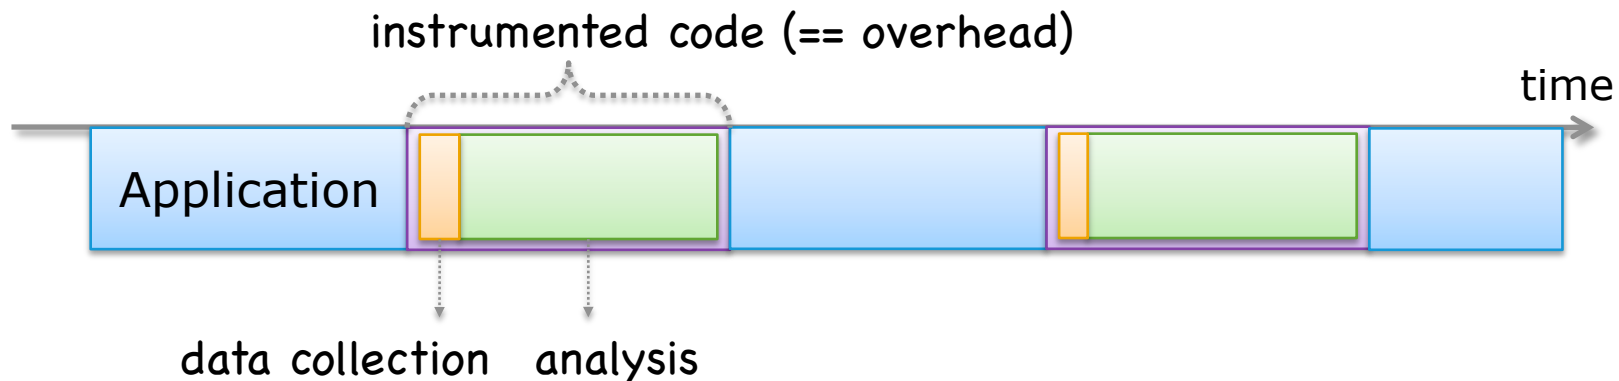 instrumented code (== overhead)
time
Application
data collection
analysis